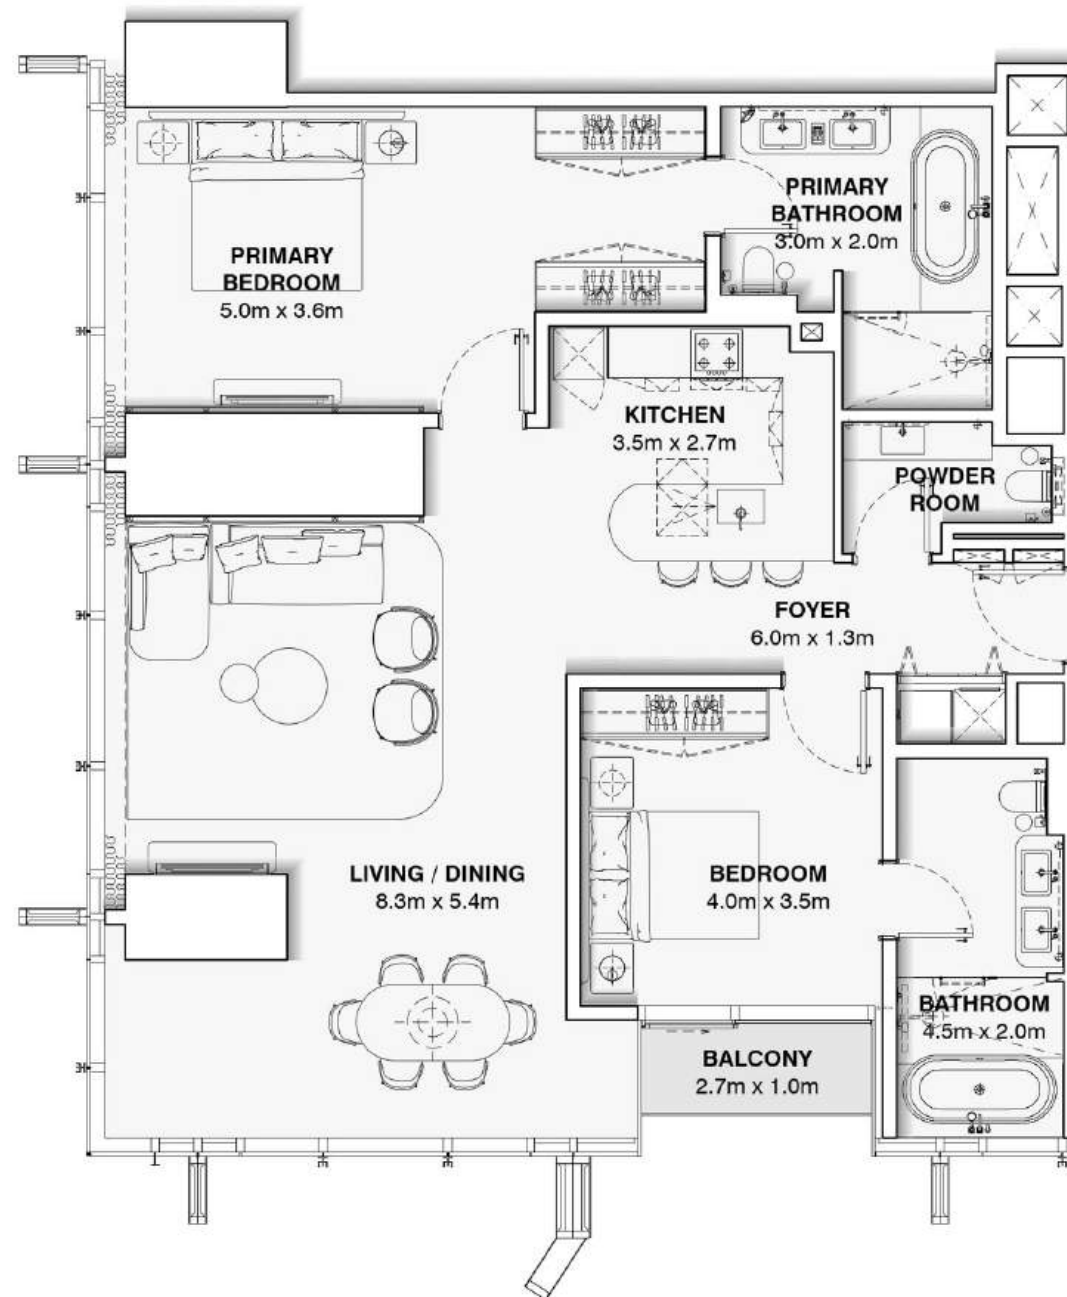 PRIMARY
BATHROOM
3.0m x 2.0m
PRIMARY
BEDROOM
5.0m x 3.6m
KITCHEN
3.5m x 2.7m
POWDER
ROOM
FOYER
6.0m x 1.3m
LIVING / DINING
8.3m x 5.4m
BEDROOM
4.0m x 3.5m
BATHROOM
4.5m x 2.0m
BALCONY
2.7m x 1.0m